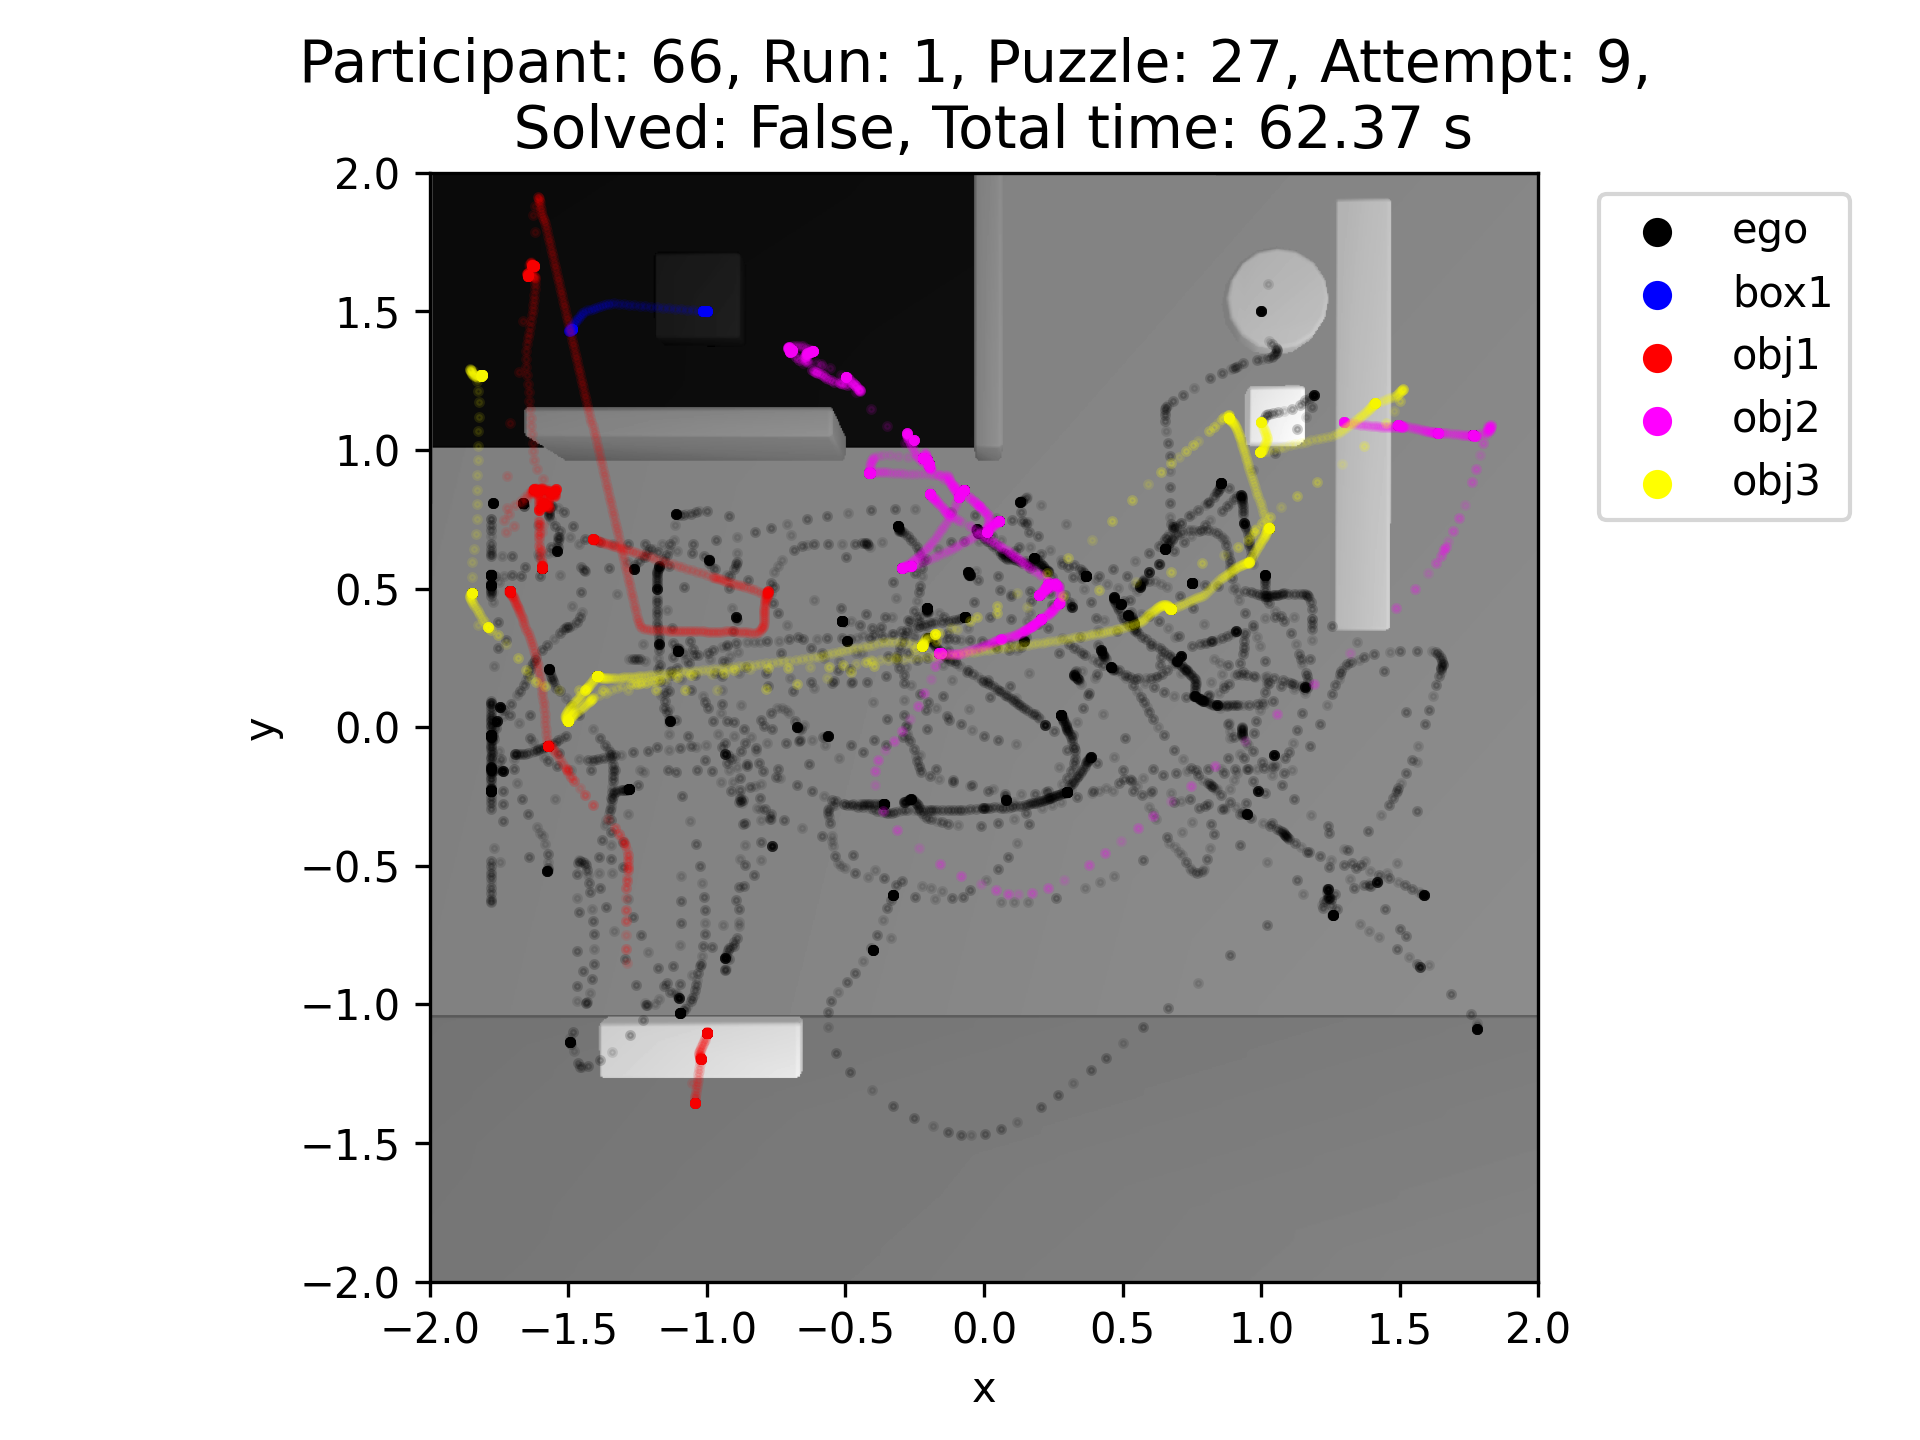 Participant: 66, Run: 1, Puzzle: 27, Attempt: 9,
Solved: False, Total time: 62.37 s
2.0
1.5
1.0
0.5
0.0
−0.5
−1.0
−1.5
−2.0
y
−2.0 −1.5 −1.0 −0.5 0.0 0.5 1.0 1.5 2.0
x
ego
box1
obj1
obj2
obj3